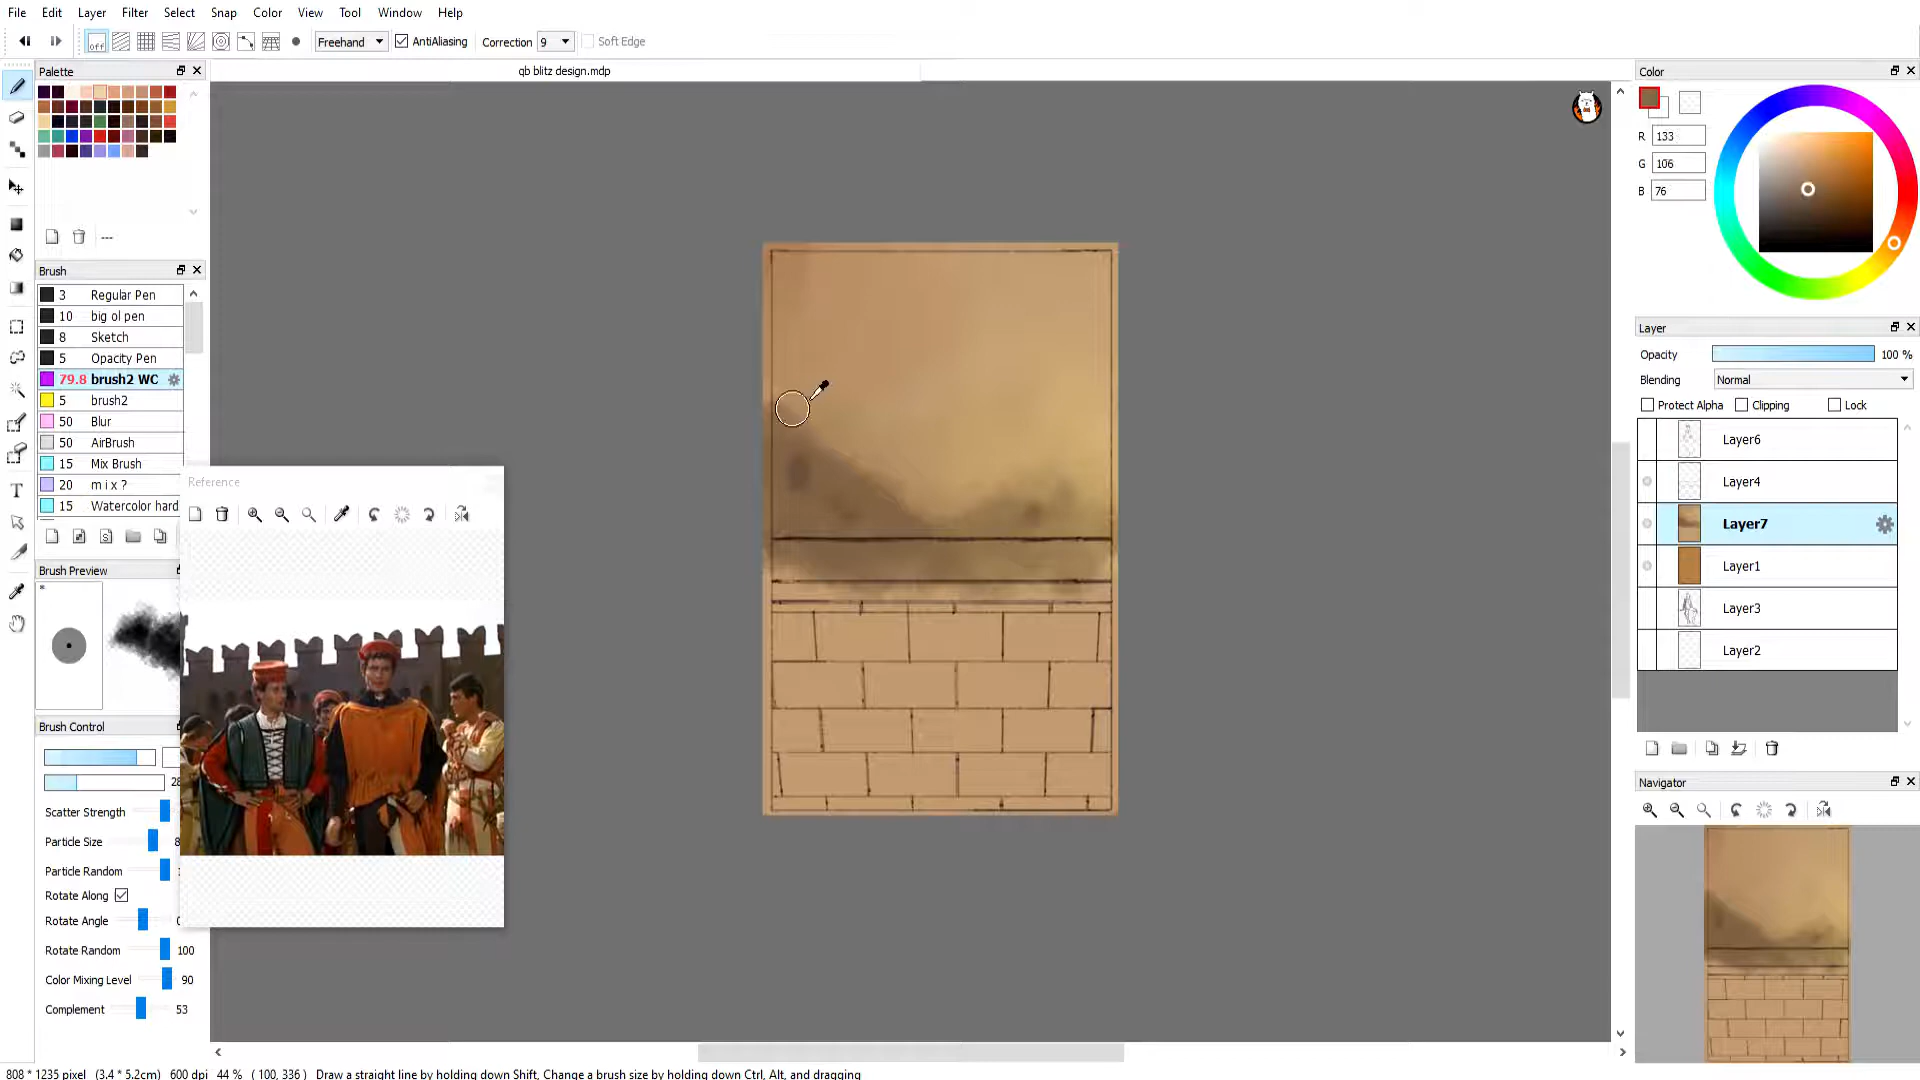 File Edit Layer Filter Select Snap Color View Tool Window Help
off Freehand AntiAliasing Correction 9 Soft Edge
Palette
qb blitz design.mdp
Color
R 133
G 106
B 76
---
Brush
3 Regular Pen
10 big ol pen
8 Sketch
5 Opacity Pen
79.8 brush2 WC
5 brush2
50 Blur
50 AirBrush
15 Mix Brush
20 m i x ?
15 Watercolor hard
Reference
Brush Preview
*
Brush Control
28
Scatter Strength
Particle Size 8
Particle Random
Rotate Along
Rotate Angle
Rotate Random 100
Color Mixing Level 90
Complement 53
Layer
Opacity 100 %
Blending Normal
Protect Alpha Clipping Lock
Layer6
Layer4
Layer7
Layer1
Layer3
Layer2
Navigator
808 * 1235 pixel (3.4 * 5.2cm) 600 dpi 44 % ( 100, 336 ) Draw a straight line by holding down Shift, Change a brush size by holding down Ctrl, Alt, and dragging